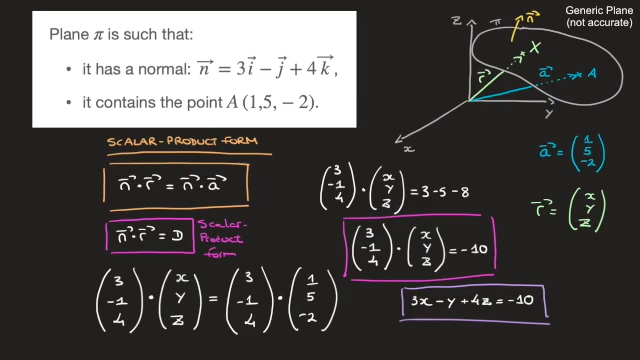 Plane π is such that:
• it has a normal: n⃗ = 3i⃗ − j⃗ + 4k⃗,
• it contains the point A (1,5, − 2).
SCALAR-PRODUCT FORM
n⃗ · r⃗ = n⃗ · a⃗
n⃗ · r⃗ = D
Scalar-
Product
form
(3 -1 4) · (x y z) = (3 -1 4) · (1 5 -2)
Generic Plane
(not accurate)
z
π
n⃗
X
r⃗
a⃗
A
y
x
a⃗ = (1 5 -2)
r⃗ = (x y z)
(3 -1 4) · (x y z) = 3 - 5 - 8
(3 -1 4) · (x y z) = -10
3x - y + 4z = -10